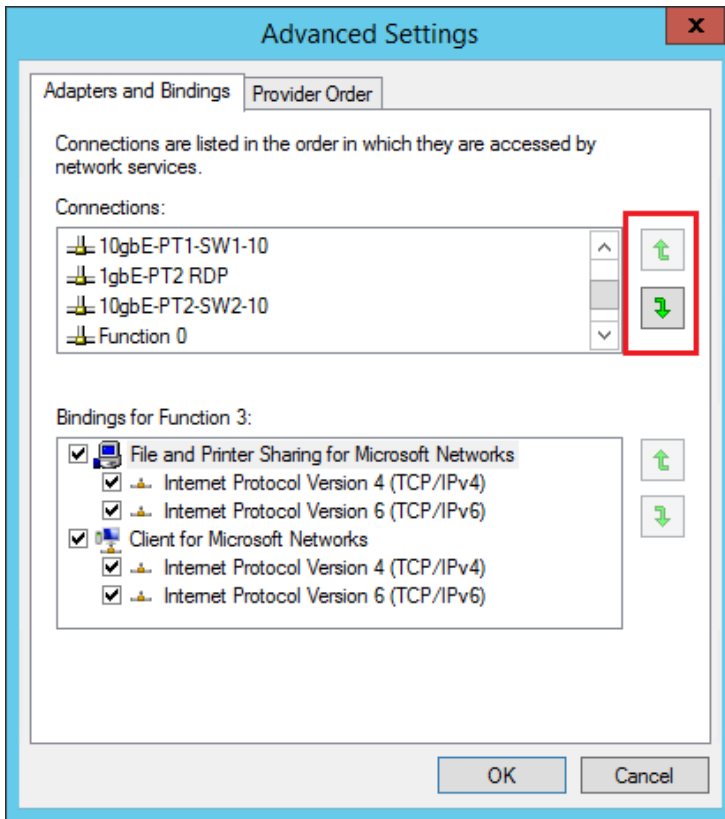 Advanced Settings
x
Adapters and Bindings
Provider Order
Connections are listed in the order in which they are accessed by
network services.
Connections:
10gbE-PT1-SW1-10
1gbE-PT2 RDP
10gbE-PT2-SW2-10
Function 0
Bindings for Function 3:
File and Printer Sharing for Microsoft Networks
Internet Protocol Version 4 (TCP/IPv4)
Internet Protocol Version 6 (TCP/IPv6)
Client for Microsoft Networks
Internet Protocol Version 4 (TCP/IPv4)
Internet Protocol Version 6 (TCP/IPv6)
OK
Cancel